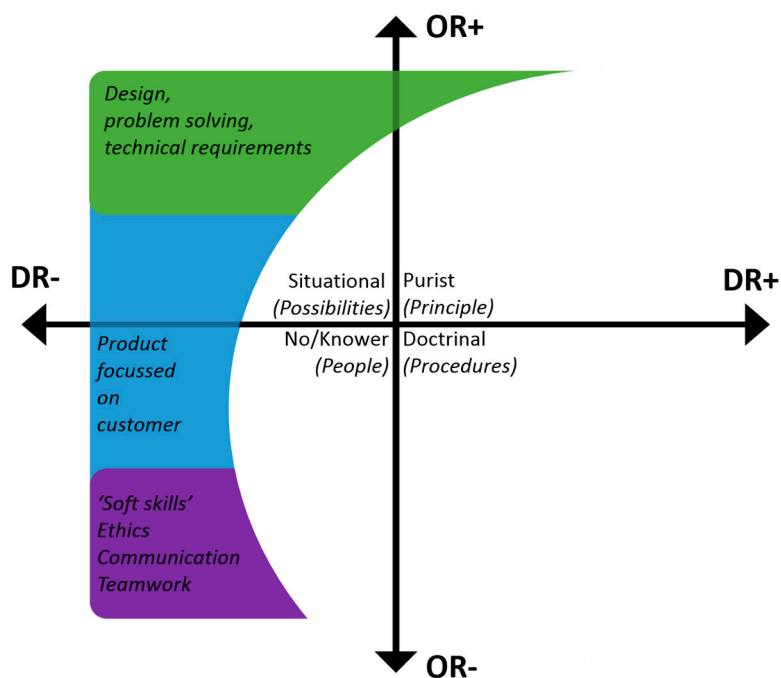 OR+
Design,
problem solving,
technical requirements
DR-
DR+
Situational
(Possibilities)
Purist
(Principle)
No/Knower
(People)
Doctrinal
(Procedures)
Product
focussed
on
customer
‘Soft skills’
Ethics
Communication
Teamwork
OR-